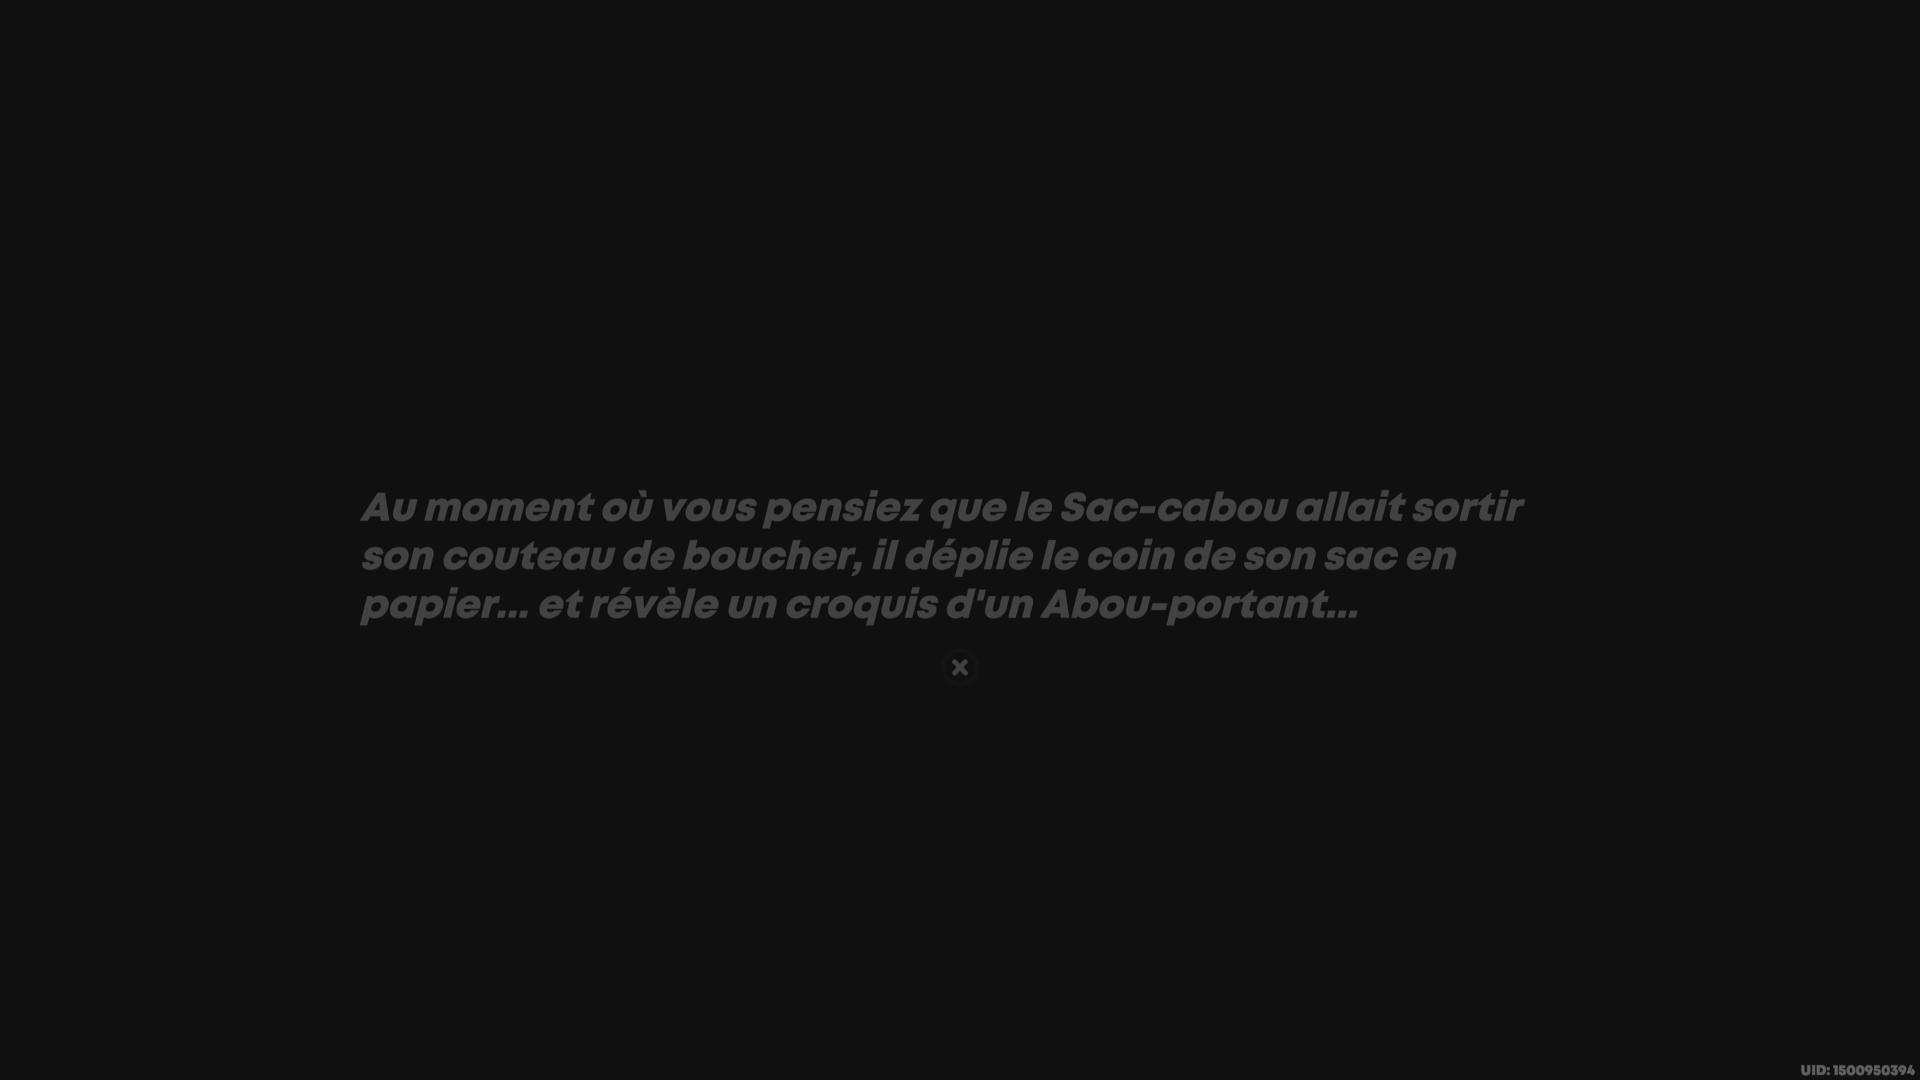 Au moment où vous pensiez que le Sac-cabou allait sortir
son couteau de boucher, il déplie le coin de son sac en
papier... et révèle un croquis d'un Abou-portant...
UID: 1500950394